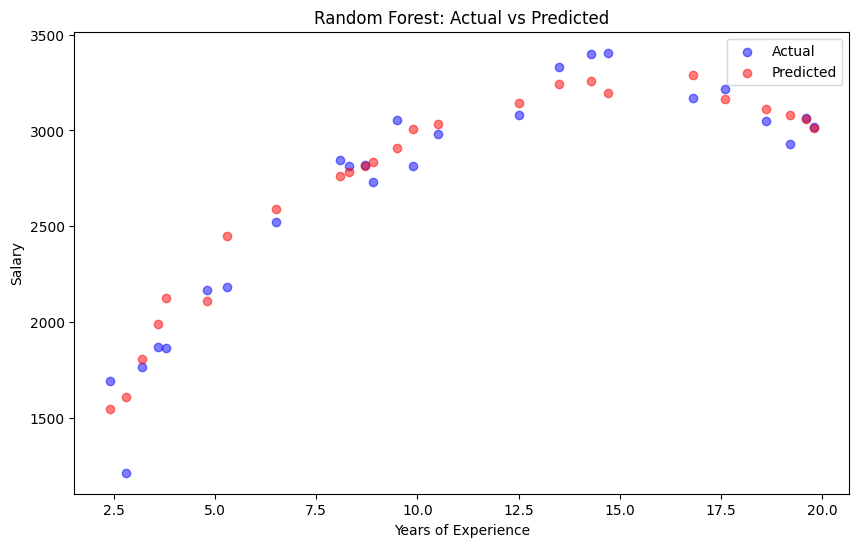 Random Forest: Actual vs Predicted
Actual
Predicted
3500
3000
2500
2000
1500
Salary
2.5 5.0 7.5 10.0 12.5 15.0 17.5 20.0
Years of Experience